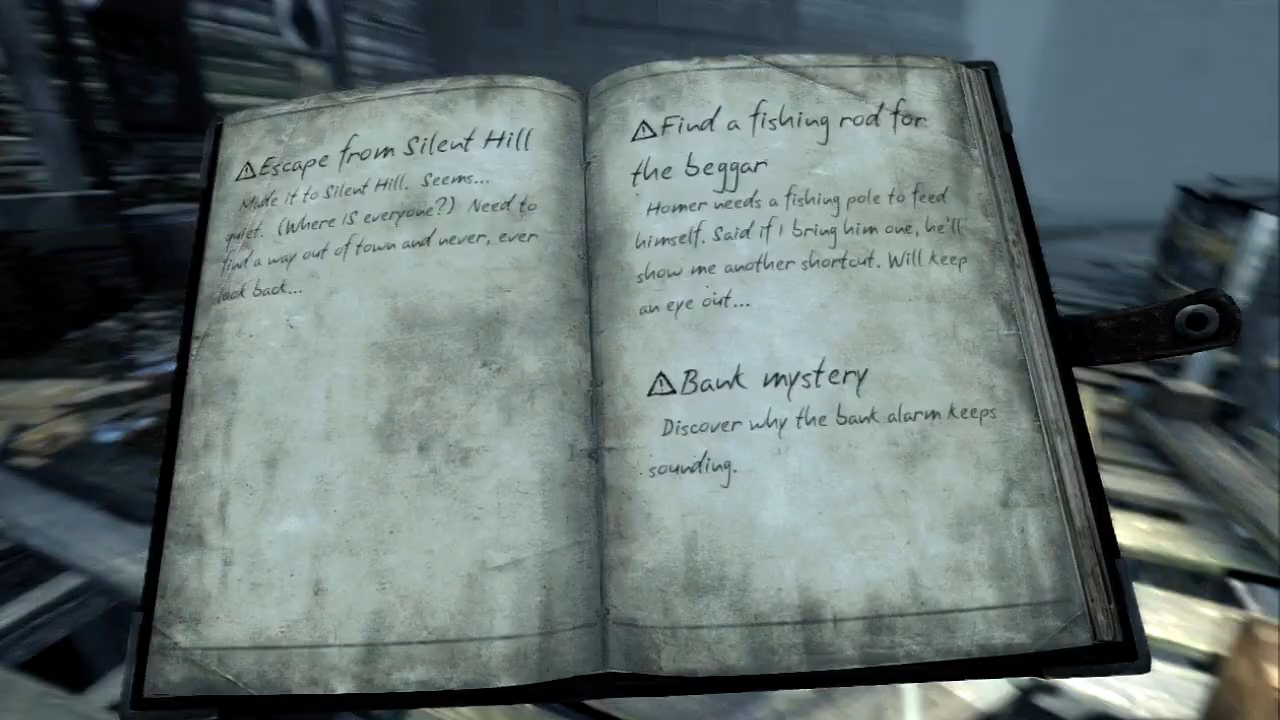 Escape from Silent Hill
Made it to Silent Hill. Seems...
quiet. (Where is everyone?) Need to
find a way out of town and never, ever
look back...
Find a fishing rod for
the beggar
Homer needs a fishing pole to feed
himself. Said if I bring him one, he'll
show me another shortcut. Will keep
an eye out...
Bank mystery
Discover why the bank alarm keeps
sounding.